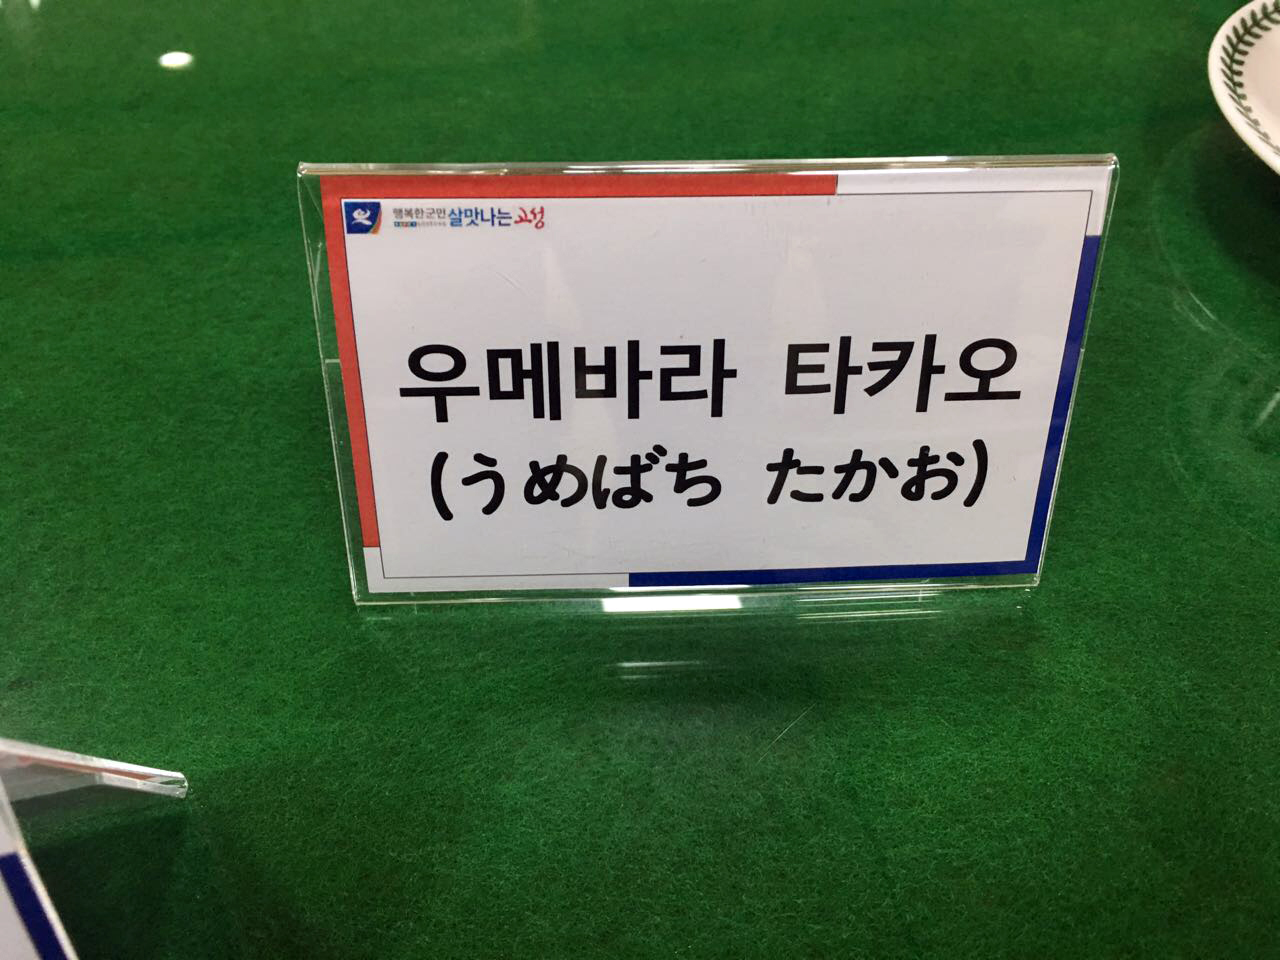 행복한군민 살맛나는 고성
우메바라 타카오
(うめばち たかお)